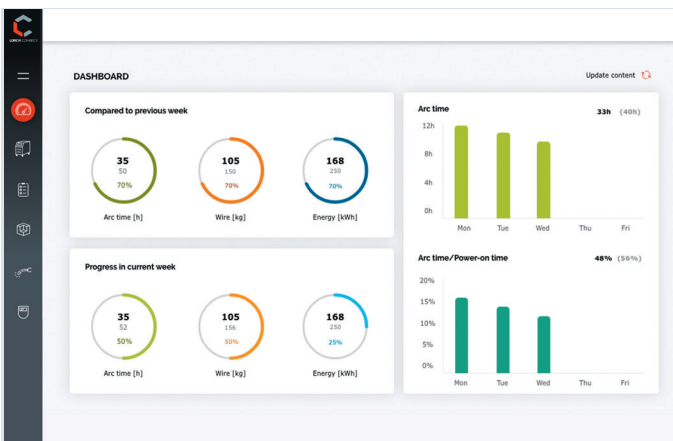 LORCH CONNECT
DASHBOARD
Update content
Compared to previous week
35
50
70%
Arc time [h]
105
150
70%
Wire [kg]
168
250
70%
Energy [kWh]
Progress in current week
35
52
50%
Arc time [h]
105
156
50%
Wire [kg]
168
250
25%
Energy [kWh]
Arc time
33h (40h)
12h
8h
4h
0h
Mon Tue Wed Thu Fri
Arc time/Power-on time
48% (56%)
20%
15%
10%
5%
0%
Mon Tue Wed Thu Fri